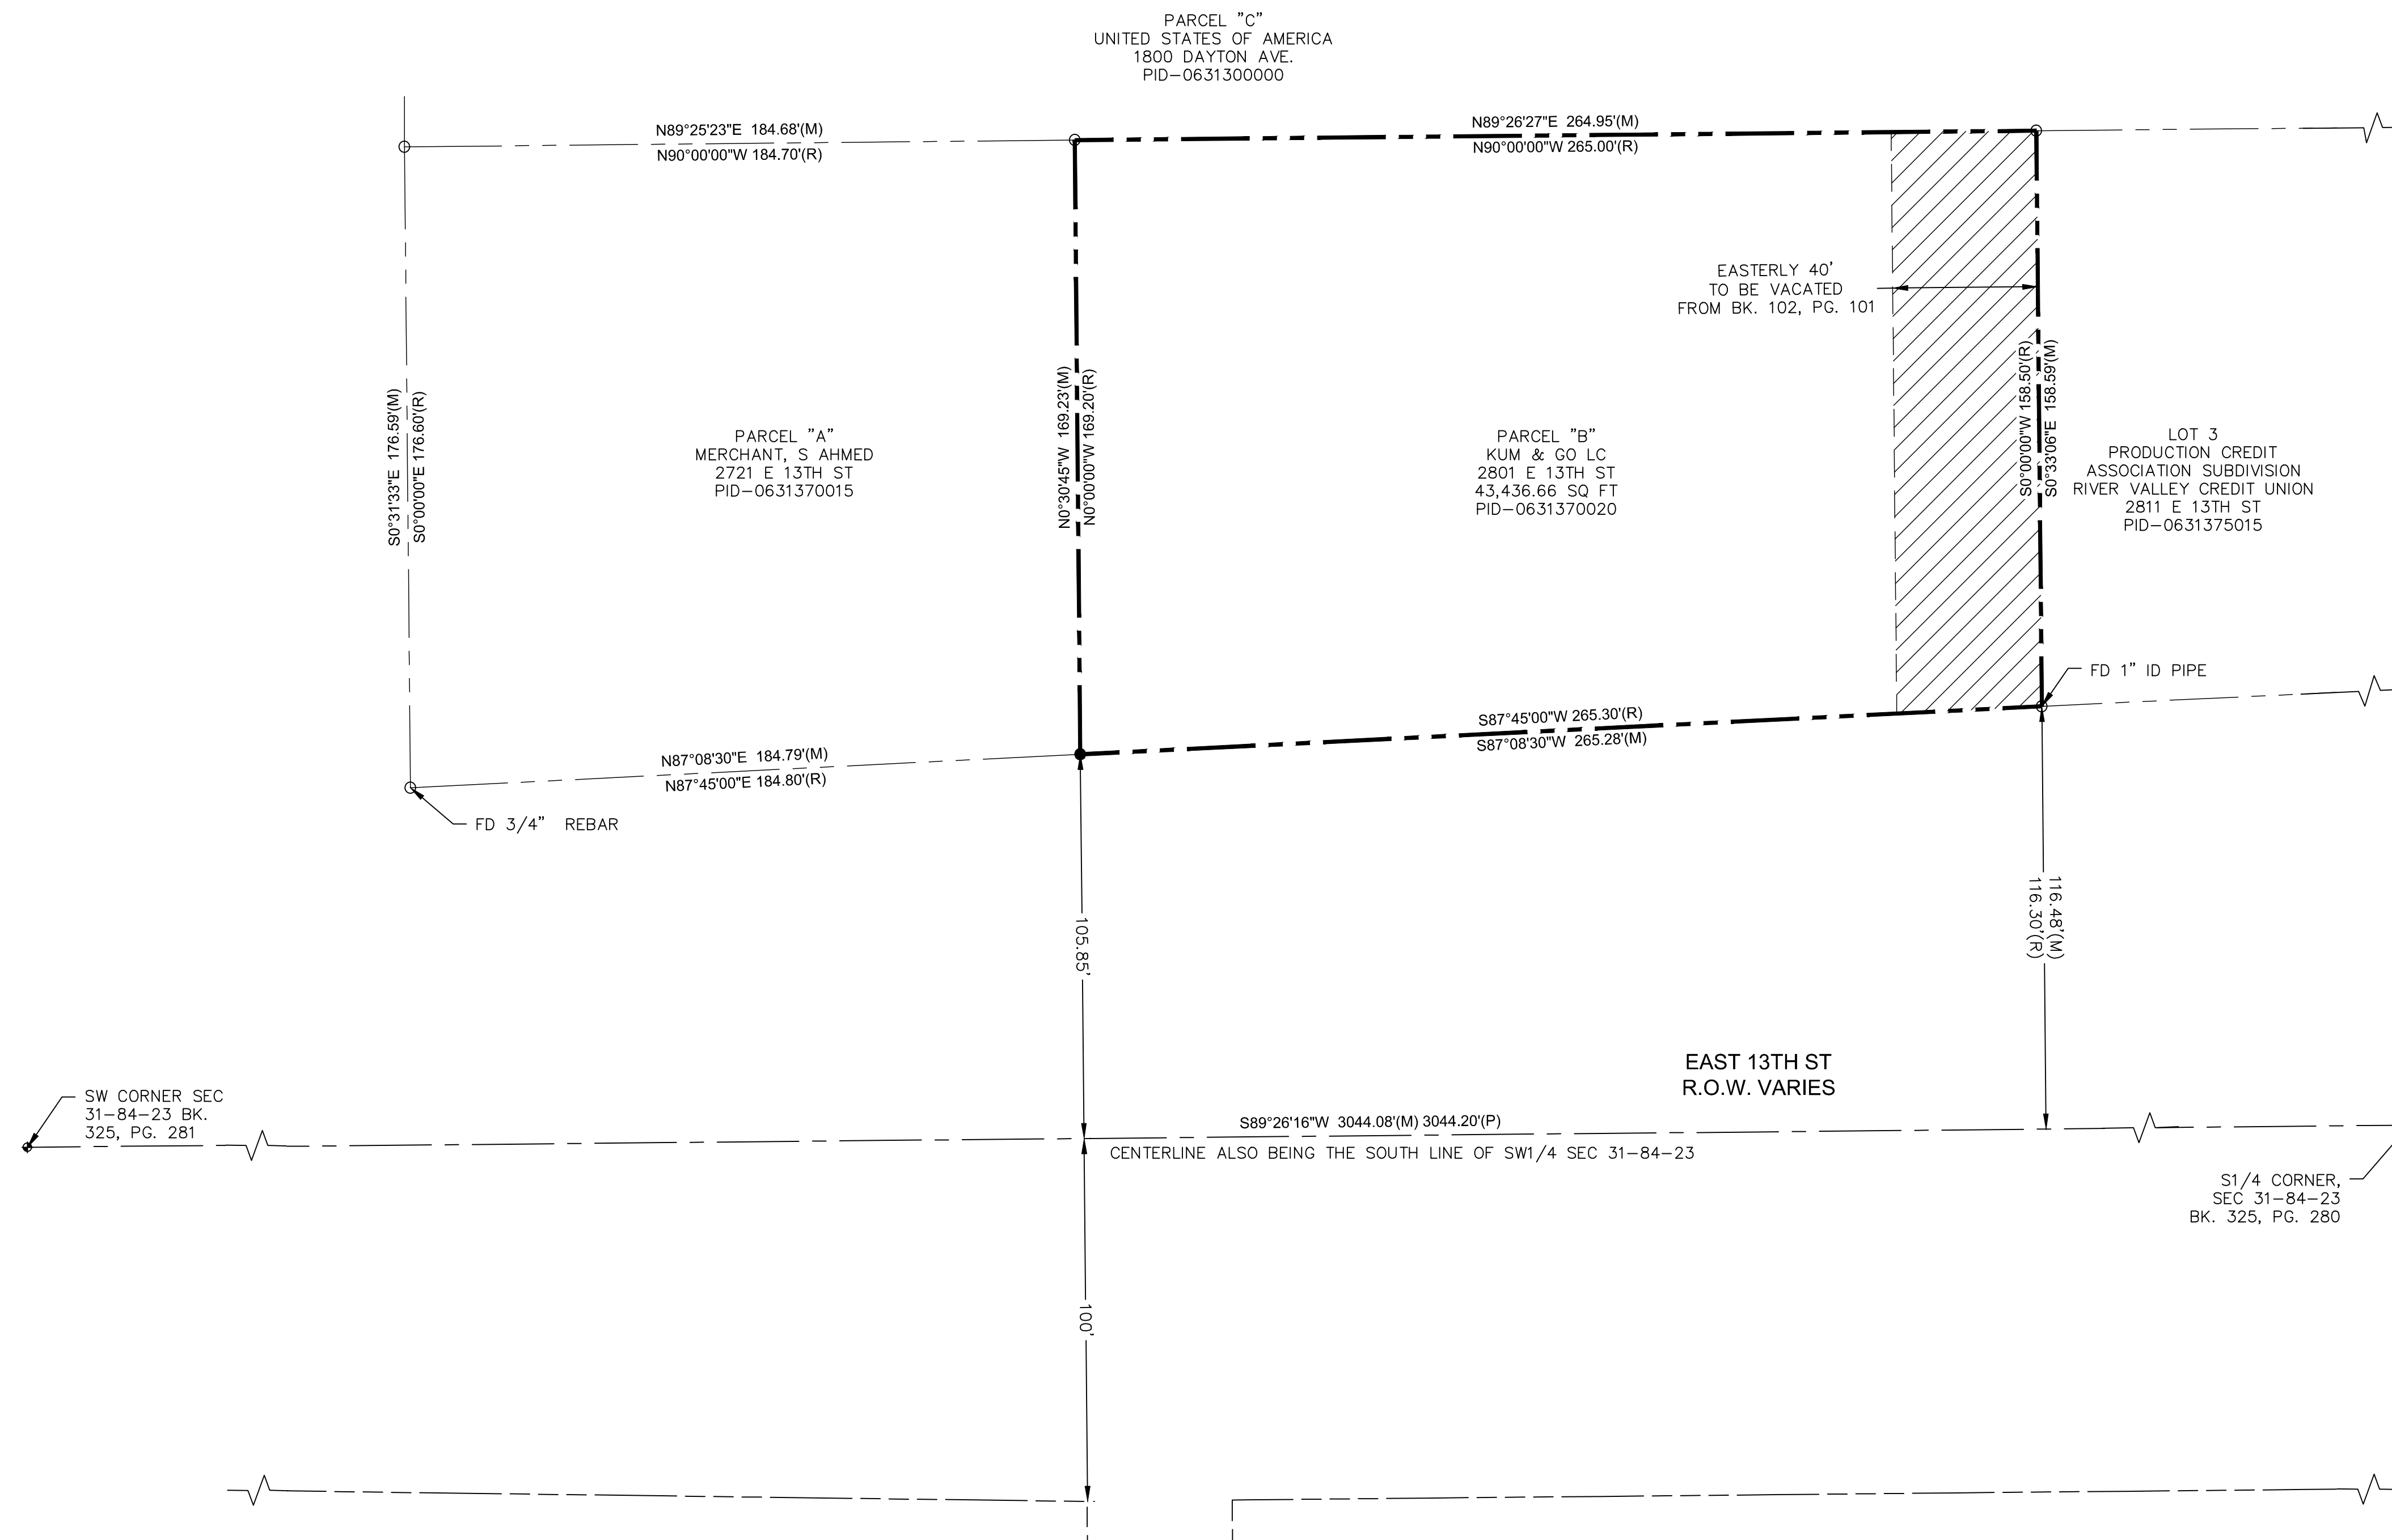 PARCEL "C"
UNITED STATES OF AMERICA
1800 DAYTON AVE.
PID-0631300000
N89°25'23"E 184.68'(M)
N90°00'00"W 184.70'(R)
N89°26'27"E 264.95'(M)
N90°00'00"W 265.00'(R)
EASTERLY 40'
TO BE VACATED
FROM BK. 102, PG. 101
S0°31'33"E 176.59'(M)
S0°00'00"E 176.60'(R)
PARCEL "A"
MERCHANT, S AHMED
2721 E 13TH ST
PID-0631370015
N0°30'45"W 169.23'(M)
N0°00'00"W 169.20'(R)
PARCEL "B"
KUM & GO LC
2801 E 13TH ST
43,436.66 SQ FT
PID-0631370020
S0°00'00"W 158.50'(R)
S0°33'06"E 158.59'(M)
LOT 3
PRODUCTION CREDIT
ASSOCIATION SUBDIVISION
RIVER VALLEY CREDIT UNION
2811 E 13TH ST
PID-0631375015
FD 1" ID PIPE
S87°45'00"W 265.30'(R)
S87°08'30"W 265.28'(M)
N87°08'30"E 184.79'(M)
N87°45'00"E 184.80'(R)
FD 3/4" REBAR
105.85'
116.48'(M)
116.30'(R)
EAST 13TH ST
R.O.W. VARIES
SW CORNER SEC
31-84-23 BK.
325, PG. 281
S89°26'16"W 3044.08'(M) 3044.20'(P)
CENTERLINE ALSO BEING THE SOUTH LINE OF SW1/4 SEC 31-84-23
S1/4 CORNER,
SEC 31-84-23
BK. 325, PG. 280
100'